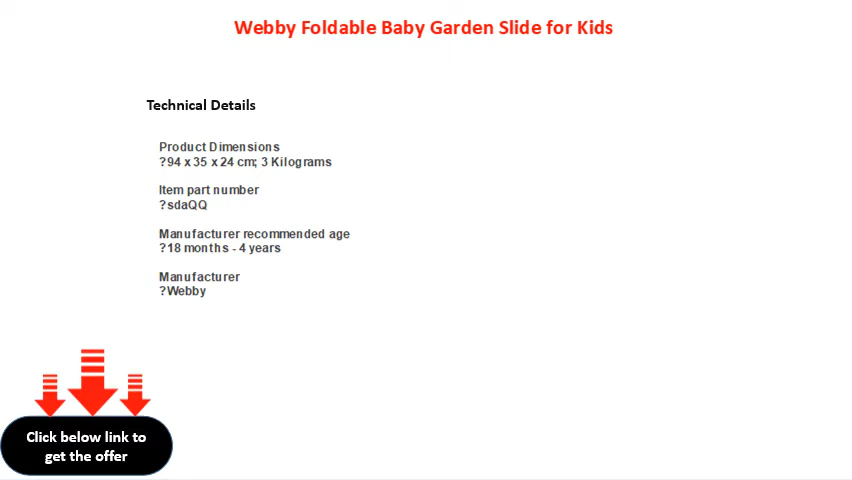 Webby Foldable Baby Garden Slide for Kids
Technical Details
Product Dimensions
?94 x 35 x 24 cm; 3 Kilograms
Item part number
?sdaQQ
Manufacturer recommended age
?18 months - 4 years
Manufacturer
?Webby
Click below link to
get the offer